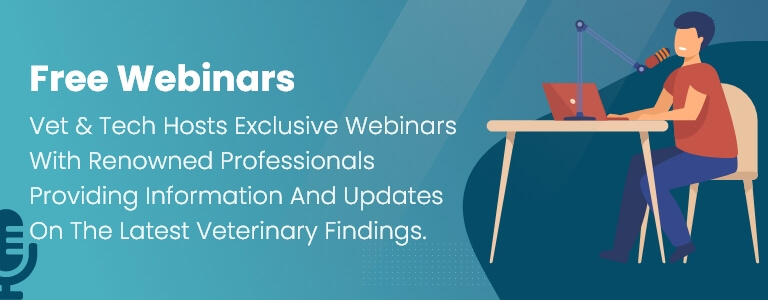 Free Webinars
Vet & Tech Hosts Exclusive Webinars
With Renowned Professionals
Providing Information And Updates
On The Latest Veterinary Findings.